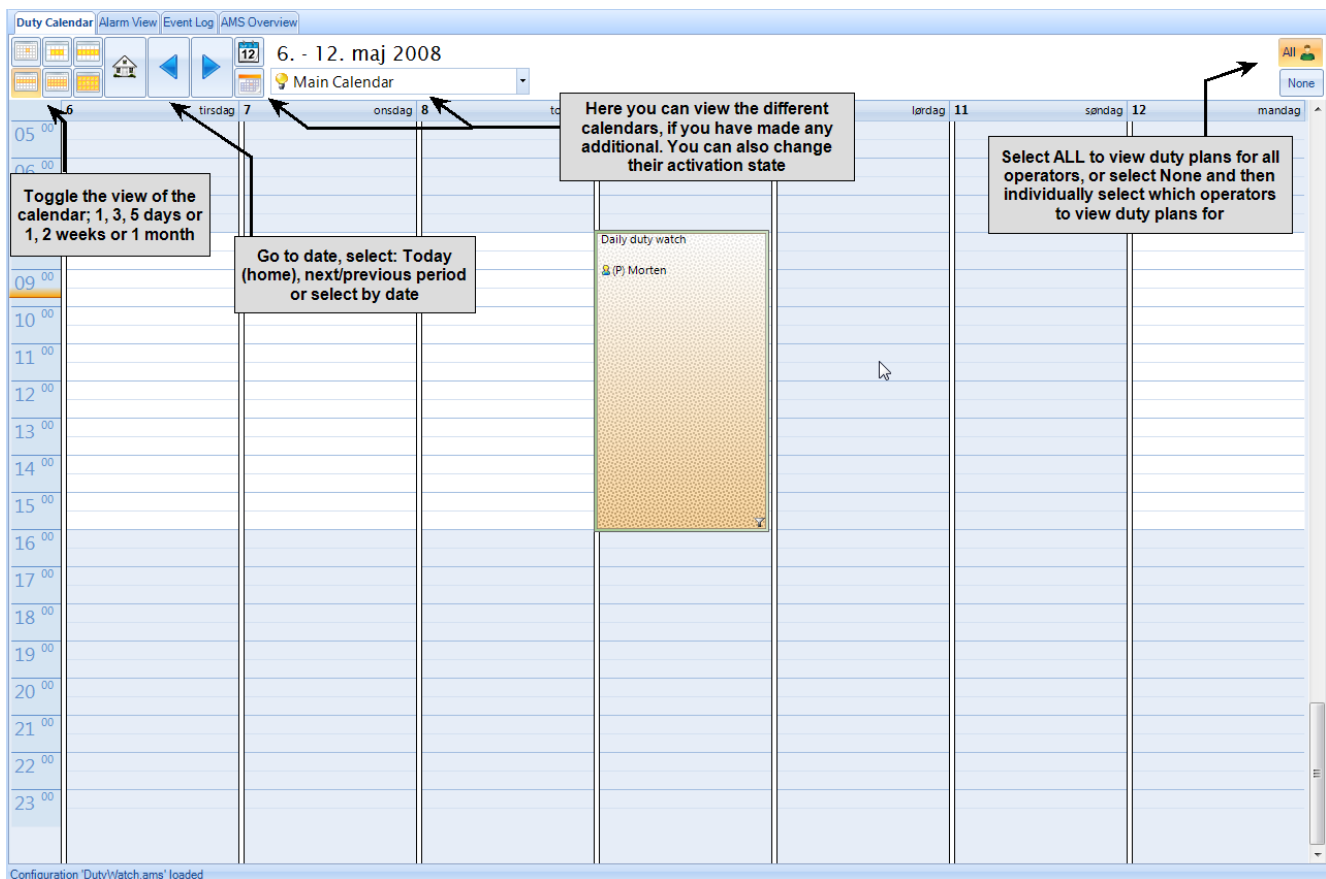 Duty Calendar Alarm View Event Log AMS Overview
12
6. - 12. maj 2008
Main Calendar
All
None
6 tirsdag 7 onsdag 8 to lørdag 11 søndag 12 mandag
Here you can view the different
calendars, if you have made any
additional. You can also change
their activation state
Select ALL to view duty plans for all
operators, or select None and then
individually select which operators
to view duty plans for
Toggle the view of the
calendar; 1, 3, 5 days or
1, 2 weeks or 1 month
Go to date, select: Today
(home), next/previous period
or select by date
Daily duty watch
(P) Morten
05 00
06 00
09 00
10 00
11 00
12 00
13 00
14 00
15 00
16 00
17 00
18 00
19 00
20 00
21 00
22 00
23 00
Configuration 'DutyWatch.ams' loaded